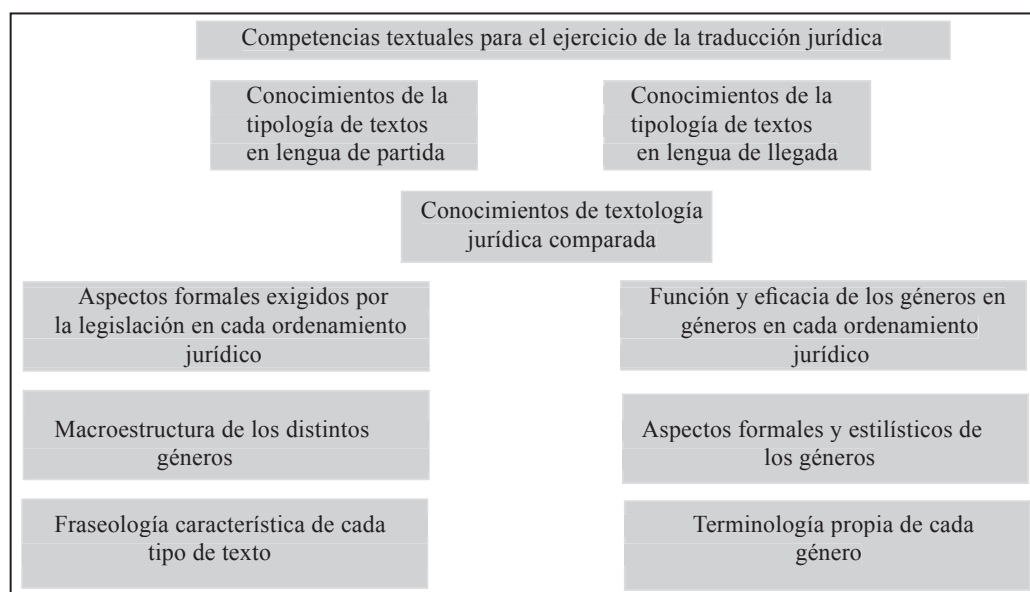 Competencias textuales para el ejercicio de la traducción jurídica
Conocimientos de la
tipología de textos
en lengua de partida
Conocimientos de la
tipología de textos
en lengua de llegada
Conocimientos de textología
jurídica comparada
Aspectos formales exigidos por
la legislación en cada ordenamiento
jurídico
Función y eficacia de los géneros en
géneros en cada ordenamiento
jurídico
Macroestructura de los distintos
géneros
Aspectos formales y estilísticos de
los géneros
Fraseología característica de cada
tipo de texto
Terminología propia de cada
género